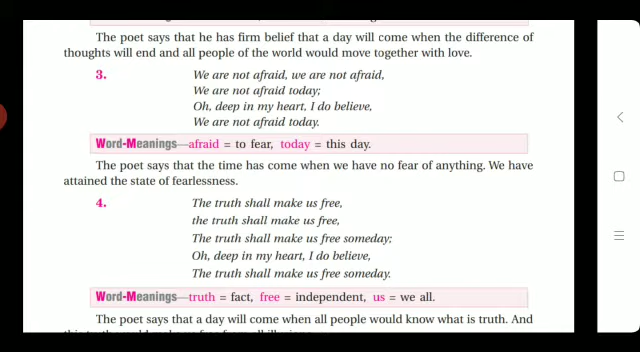 The poet says that he has firm belief that a day will come when the difference of
thoughts will end and all people of the world would move together with love.
3. We are not afraid, we are not afraid,
We are not afraid today;
Oh, deep in my heart, I do believe,
We are not afraid today.
Word-Meanings—afraid = to fear, today = this day.
The poet says that the time has come when we have no fear of anything. We have
attained the state of fearlessness.
4. The truth shall make us free,
the truth shall make us free,
The truth shall make us free someday;
Oh, deep in my heart, I do believe,
The truth shall make us free someday.
Word-Meanings—truth = fact, free = independent, us = we all.
The poet says that a day will come when all people would know what is truth. And